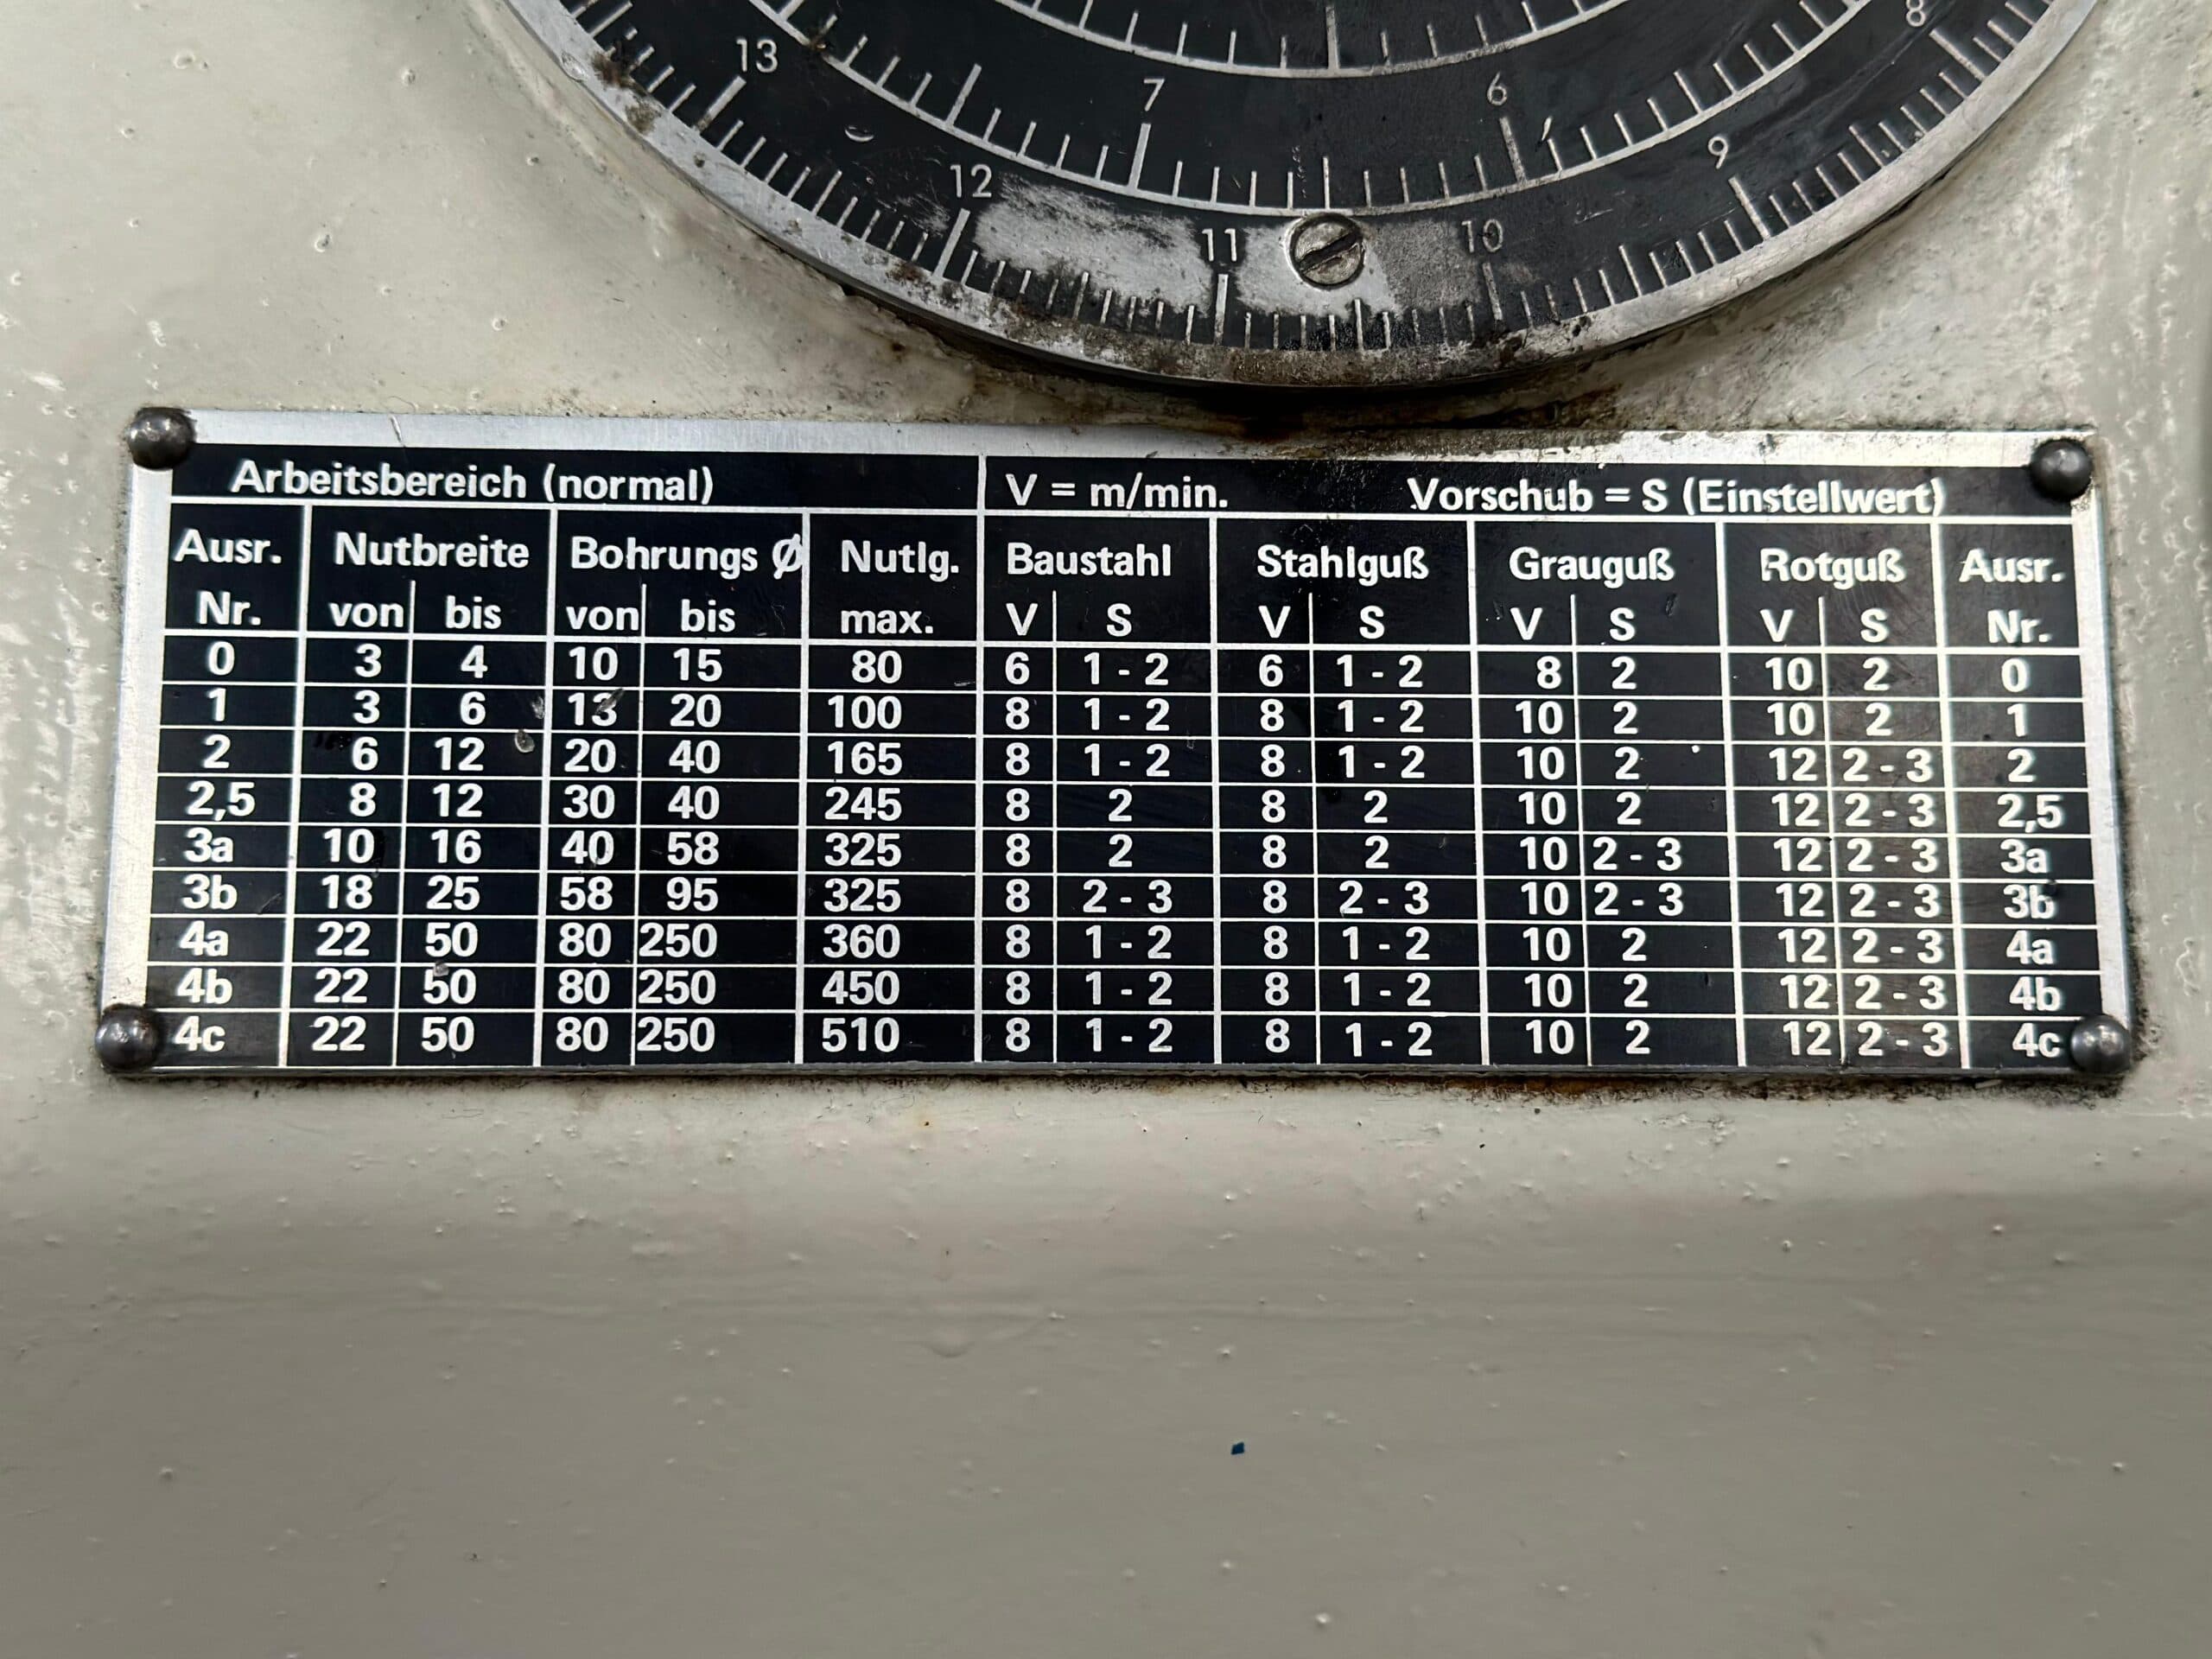 8
13
7
6
9
12
11
10
Arbeitsbereich (normal) V = m/min. Vorschub = S (Einstellwert)
Ausr. Nutbreite Bohrungs Ø Nutlg. Baustahl Stahlguß Grauguß Rotguß Ausr.
Nr. von bis von bis max. V S V S V S V S Nr.
0 3 4 10 15 80 6 1 - 2 6 1 - 2 8 2 10 2 0
1 3 6 13 20 100 8 1 - 2 8 1 - 2 10 2 10 2 1
2 6 12 20 40 165 8 1 - 2 8 1 - 2 10 2 12 2 - 3 2
2,5 8 12 30 40 245 8 2 8 2 10 2 12 2 - 3 2,5
3a 10 16 40 58 325 8 2 8 2 10 2 - 3 12 2 - 3 3a
3b 18 25 58 95 325 8 2 - 3 8 2 - 3 10 2 - 3 12 2 - 3 3b
4a 22 50 80 250 360 8 1 - 2 8 1 - 2 10 2 12 2 - 3 4a
4b 22 50 80 250 450 8 1 - 2 8 1 - 2 10 2 12 2 - 3 4b
4c 22 50 80 250 510 8 1 - 2 8 1 - 2 10 2 12 2 - 3 4c